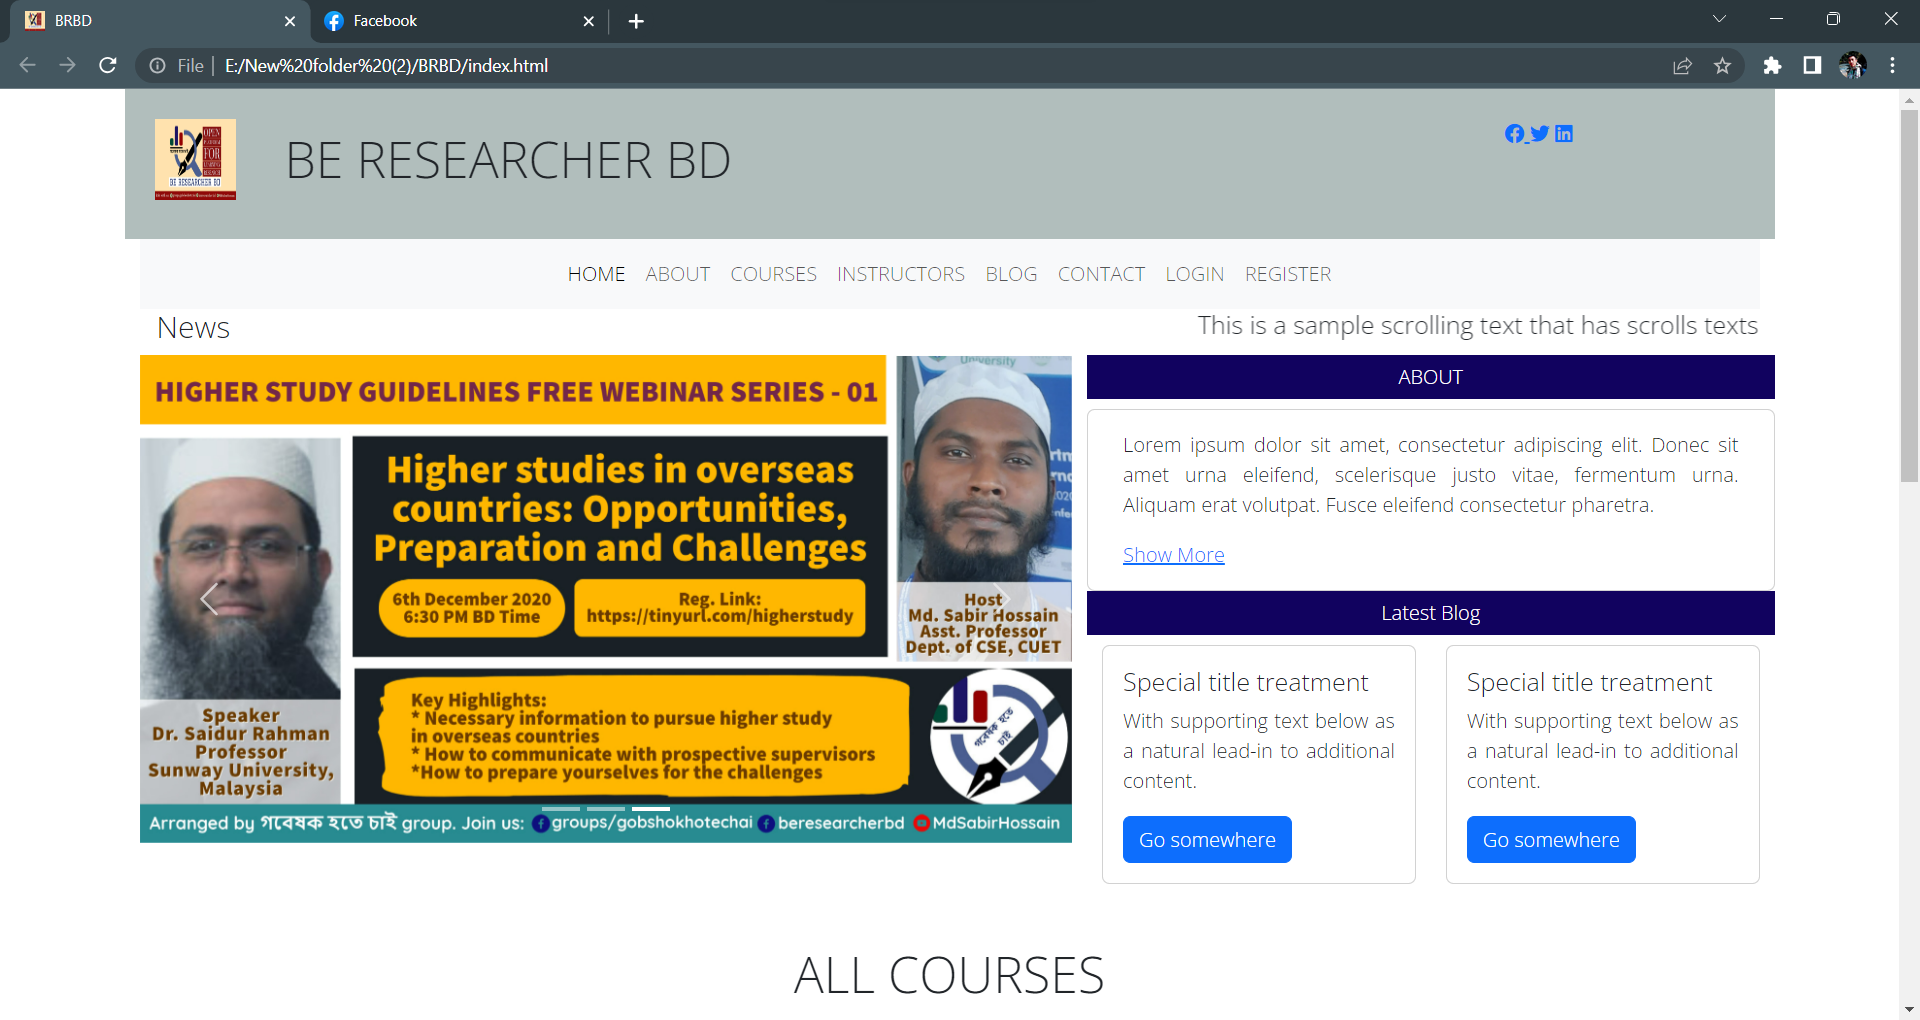 BRBD
Facebook
File
E:/New%20folder%20(2)/BRBD/index.html
OPEN
FOR
BE RESEARCHER BD
BE RESEARCHER BD
HOME ABOUT COURSES INSTRUCTORS BLOG CONTACT LOGIN REGISTER
News
This is a sample scrolling text that has scrolls texts
HIGHER STUDY GUIDELINES FREE WEBINAR SERIES - 01
University
Higher studies in overseas
countries: Opportunities,
Preparation and Challenges
6th December 2020
6:30 PM BD Time
Reg. Link:
https://tinyurl.com/higherstudy
Host
Md. Sabir Hossain
Asst. Professor
Dept. of CSE, CUET
Speaker
Dr. Saidur Rahman
Professor
Sunway University,
Malaysia
Key Highlights:
* Necessary information to pursue higher study
in overseas countries
* How to communicate with prospective supervisors
*How to prepare yourselves for the challenges
গবেষক হতে
চাই
Arranged by গবেষক হতে চাই group. Join us: groups/gobshokhotechai beresearcherbd MdSabirHossain
ABOUT
Lorem ipsum dolor sit amet, consectetur adipiscing elit. Donec sit
amet urna eleifend, scelerisque justo vitae, fermentum urna.
Aliquam erat volutpat. Fusce eleifend consectetur pharetra.
Show More
Latest Blog
Special title treatment
With supporting text below as
a natural lead-in to additional
content.
Go somewhere
Special title treatment
With supporting text below as
a natural lead-in to additional
content.
Go somewhere
ALL COURSES